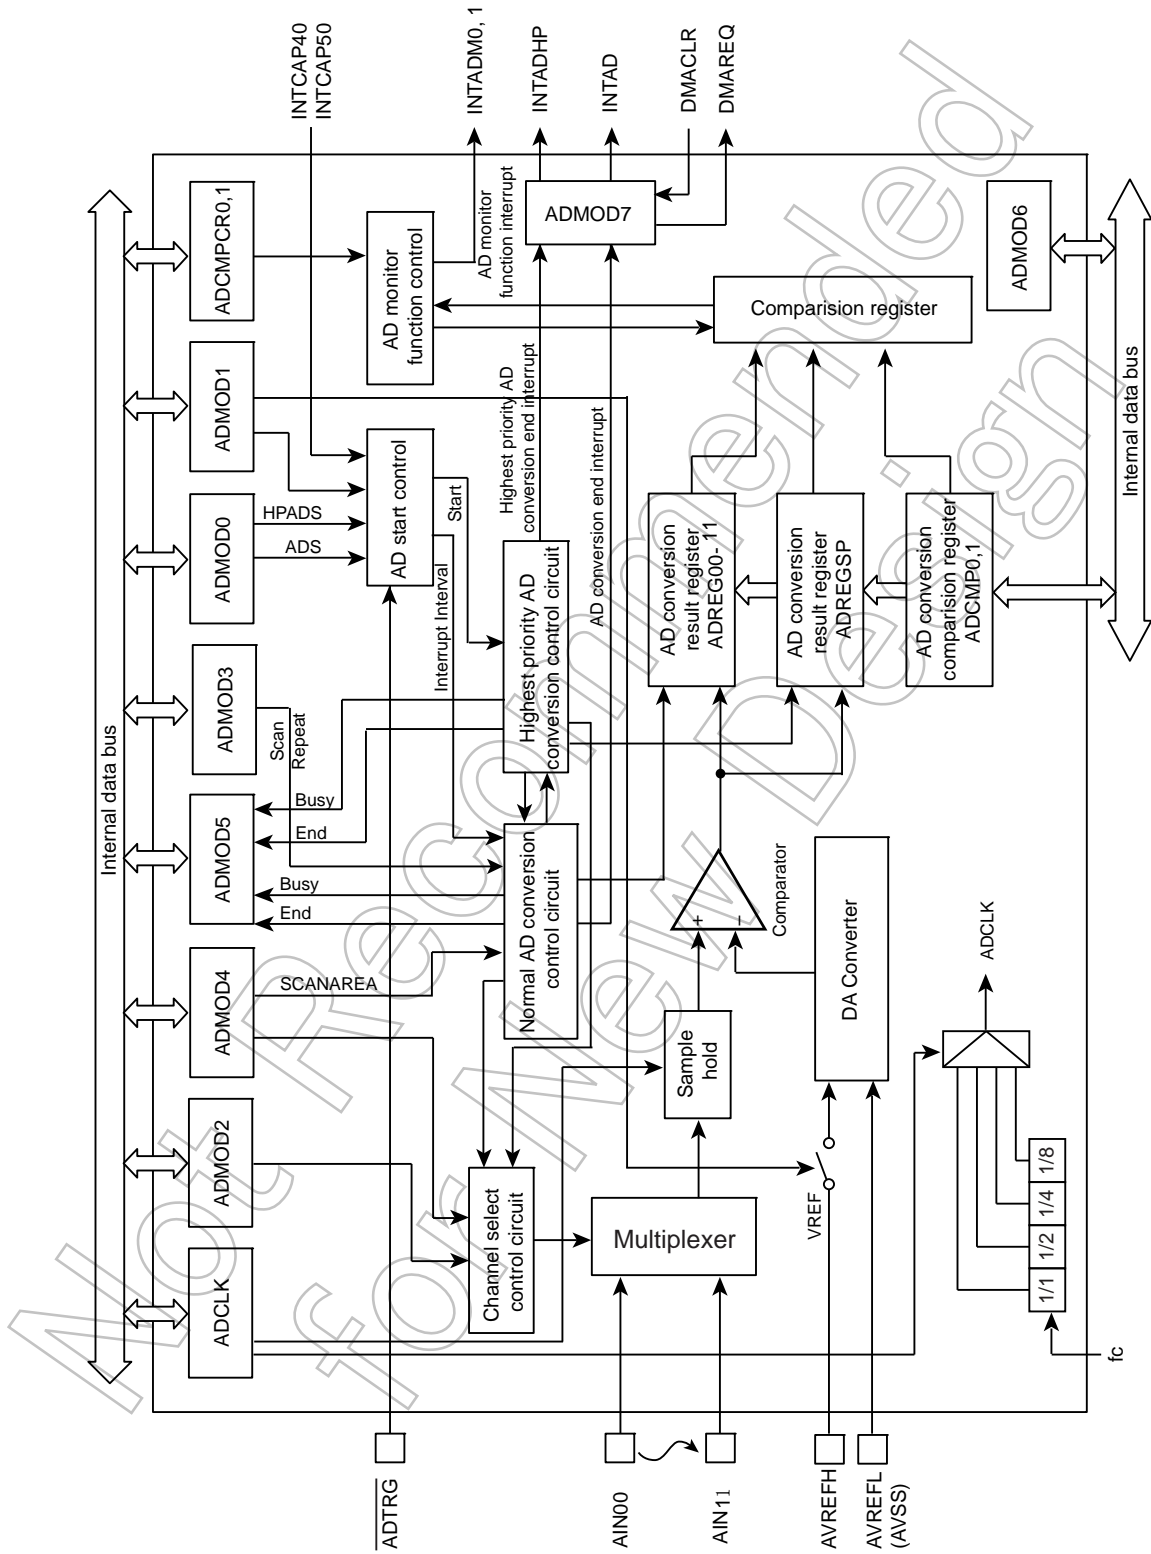 Internal data bus
ADCLK
ADMOD2
ADMOD4
ADMOD5
ADMOD3
ADMOD0
ADMOD1
ADCMPCR0,1
INTCAP40
INTCAP50
SCANAREA
End
Busy
End
Busy
Scan
Repeat
ADS
HPADS
ADTRG
AD start control
AD monitor
function control
INTADM0, 1
AD monitor
function interrupt
Interrupt Interval
Start
Channel select
control circuit
Normal AD conversion
control circuit
Highest priority AD
conversion control circuit
Highest priority AD
conversion end interrupt
AD conversion end interrupt
ADMOD7
INTADHP
INTAD
DMACLR
DMAREQ
AIN00
AIN11
Multiplexer
Sample
hold
+
−
Comparator
AD conversion
result register
ADREG00- 11
AD conversion
result register
ADREGSP
AD conversion
comparision register
ADCMP0,1
Comparision register
ADMOD6
AVREFH
AVREFL
(AVSS)
VREF
DA Converter
ADCLK
1/1
1/2
1/4
1/8
fc
Internal data bus
Not Recommended
for New Design